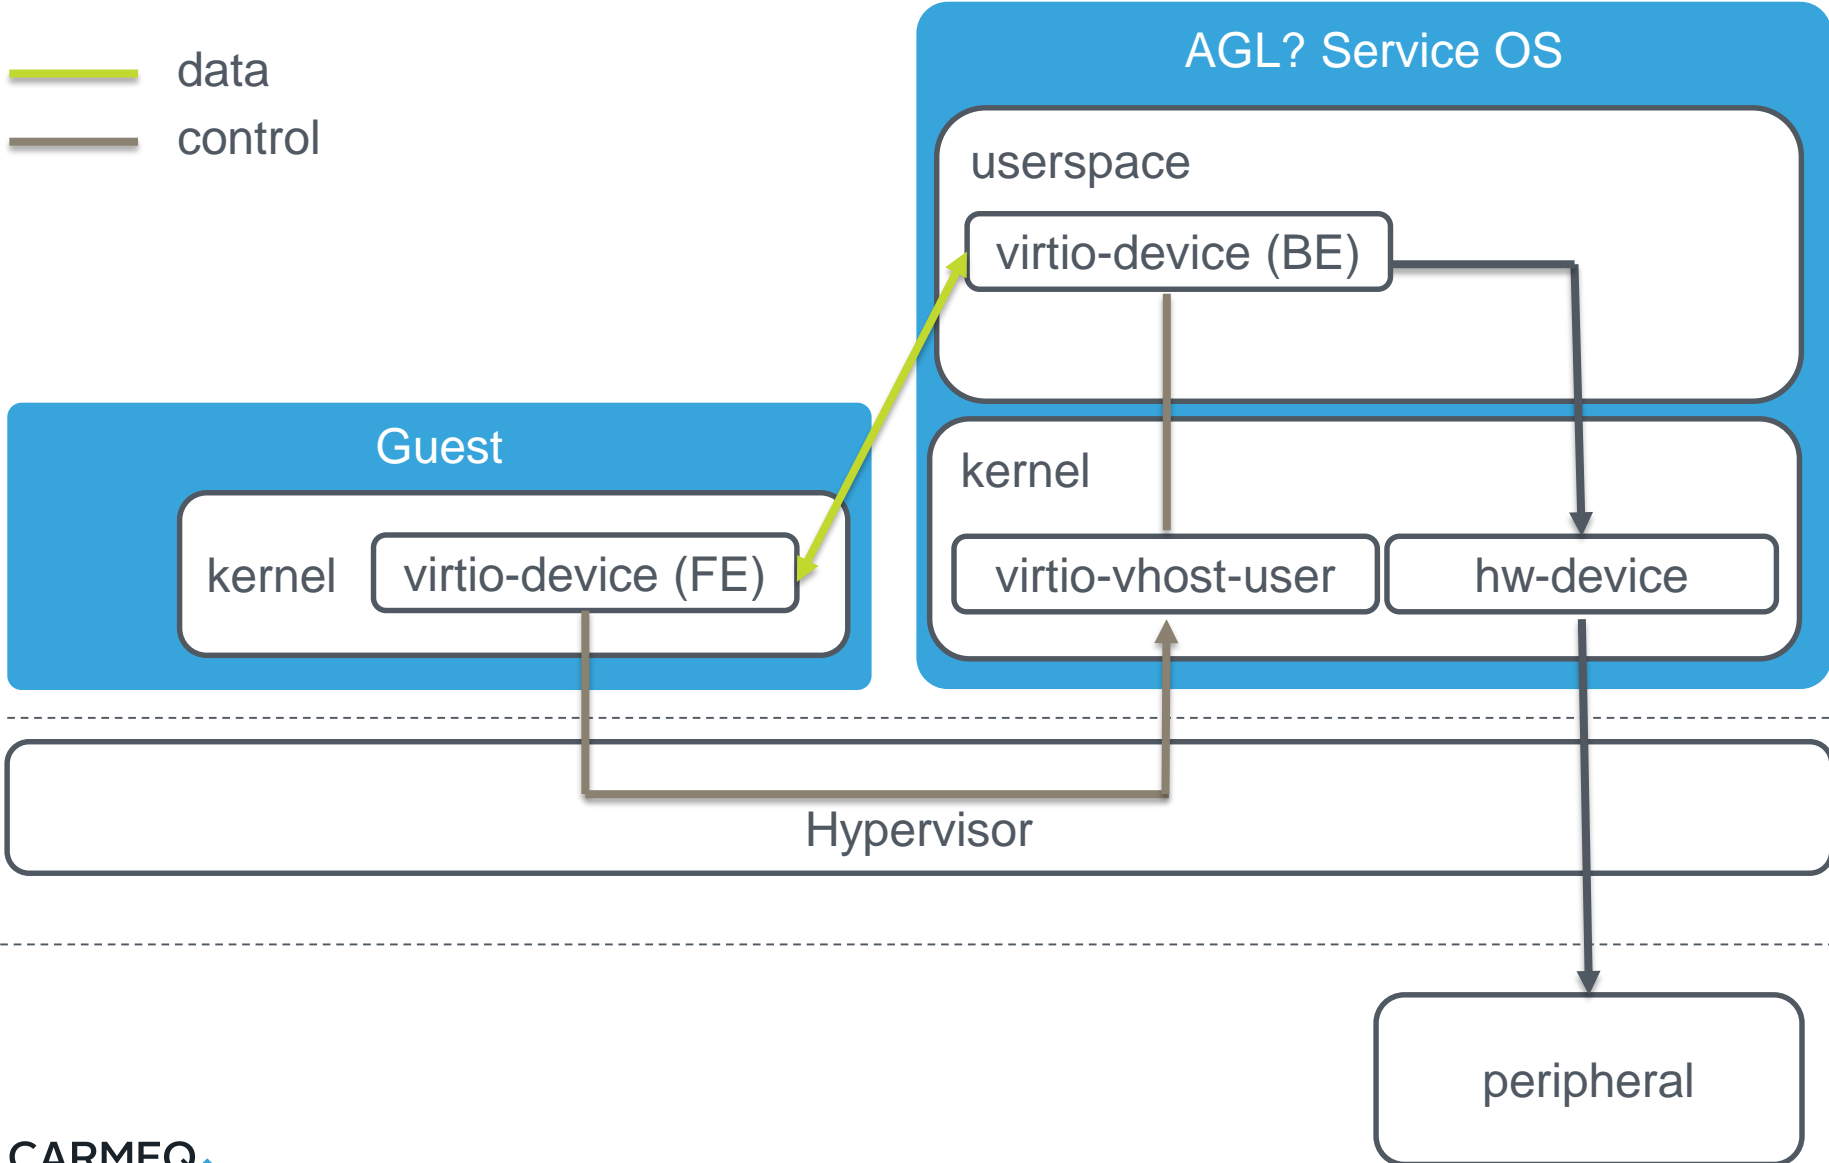 data
control
AGL? Service OS
userspace
virtio-device (BE)
Guest
kernel
virtio-device (FE)
kernel
virtio-vhost-user
hw-device
Hypervisor
peripheral
CARMEQ